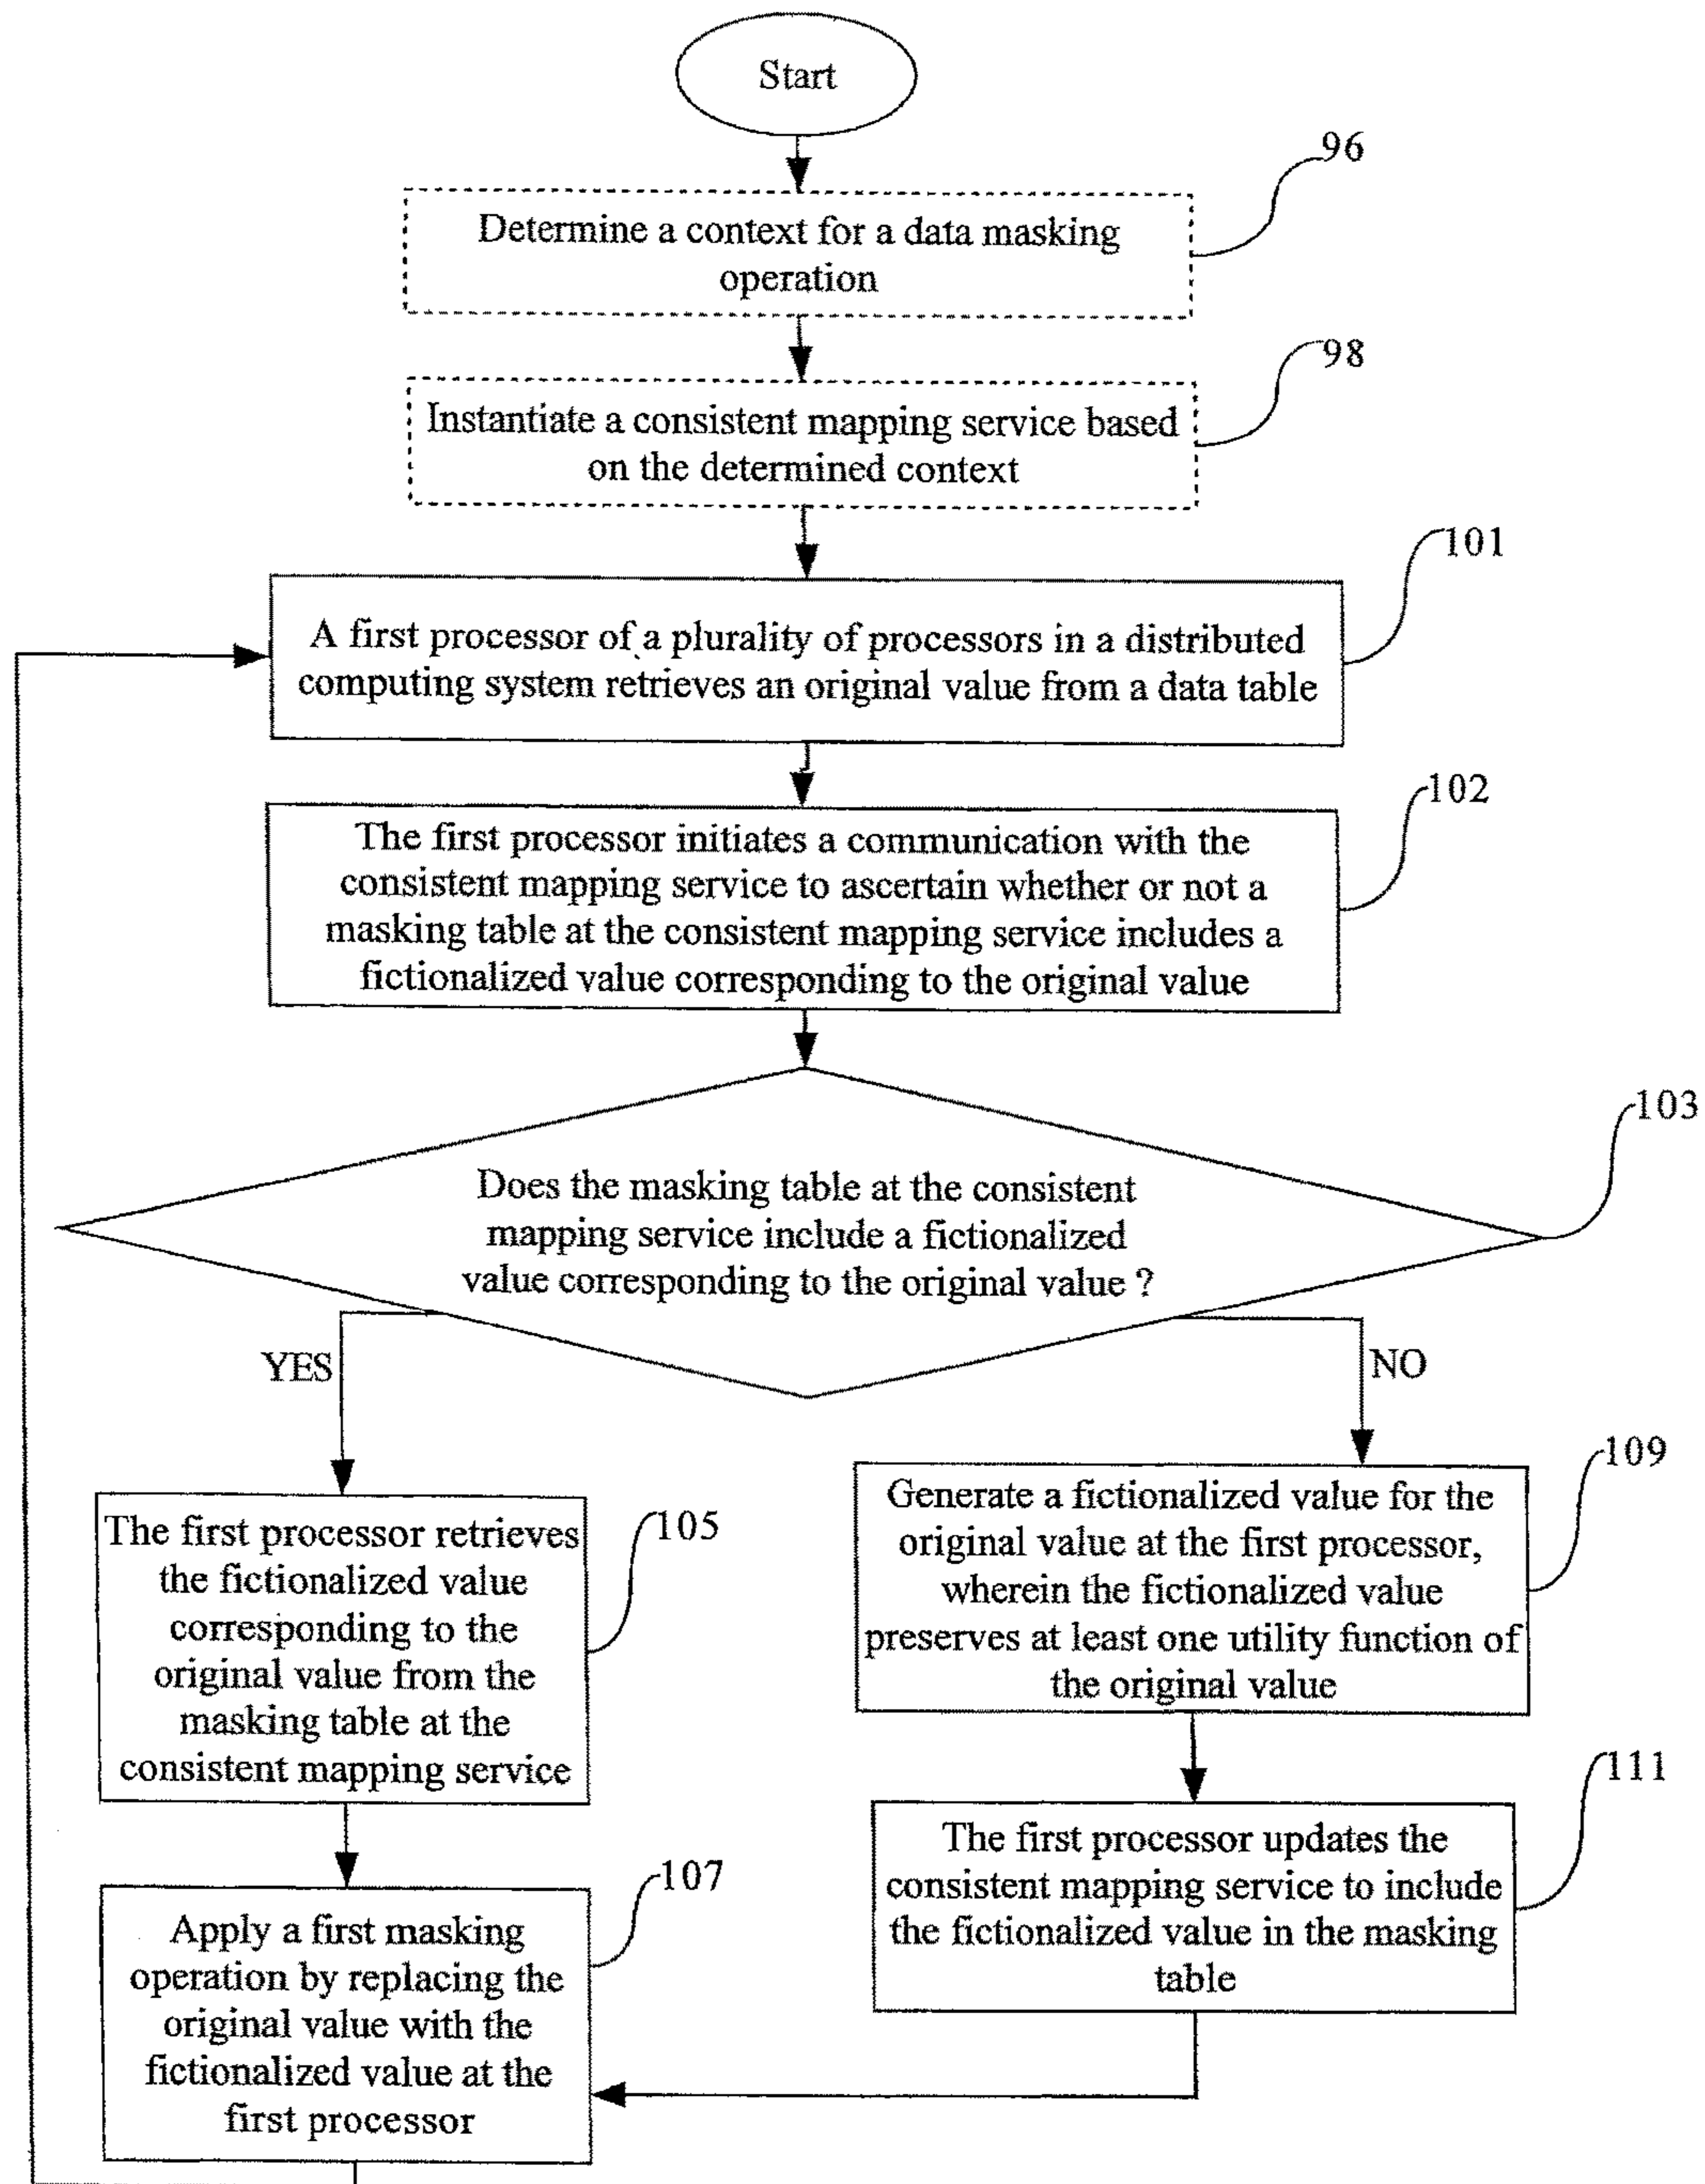 Start
96
Determine a context for a data masking
operation
98
Instantiate a consistent mapping service based
on the determined context
101
A first processor of a plurality of processors in a distributed
computing system retrieves an original value from a data table
102
The first processor initiates a communication with the
consistent mapping service to ascertain whether or not a
masking table at the consistent mapping service includes a
fictionalized value corresponding to the original value
103
Does the masking table at the consistent
mapping service include a fictionalized
value corresponding to the original value ?
YES
NO
105
The first processor retrieves
the fictionalized value
corresponding to the
original value from the
masking table at the
consistent mapping service
109
Generate a fictionalized value for the
original value at the first processor,
wherein the fictionalized value
preserves at least one utility function of
the original value
107
Apply a first masking
operation by replacing the
original value with the
fictionalized value at the
first processor
111
The first processor updates the
consistent mapping service to include
the fictionalized value in the masking
table